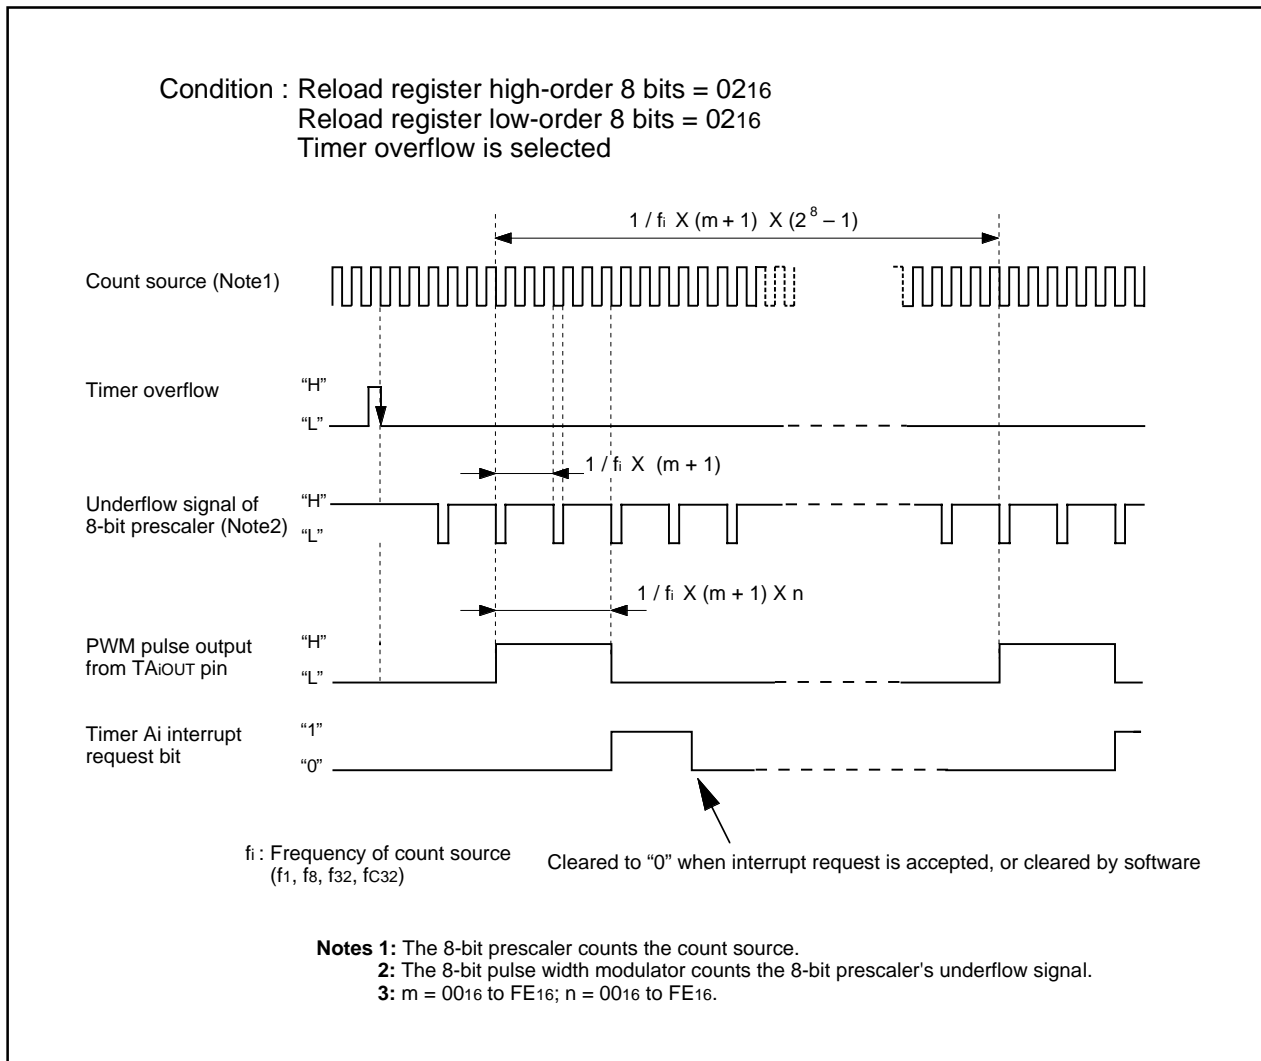 Condition : Reload register high-order 8 bits = 0216
Reload register low-order 8 bits = 0216
Timer overflow is selected
1 / fi X (m + 1) X (2^8 – 1)
Count source (Note1)
Timer overflow
“H”
“L”
1 / fi X (m + 1)
Underflow signal of
8-bit prescaler (Note2)
“H”
“L”
1 / fi X (m + 1) X n
PWM pulse output
from TAiOUT pin
“H”
“L”
Timer Ai interrupt
request bit
“1”
“0”
fi : Frequency of count source
(f1, f8, f32, fC32)
Cleared to “0” when interrupt request is accepted, or cleared by software
Notes 1: The 8-bit prescaler counts the count source.
2: The 8-bit pulse width modulator counts the 8-bit prescaler's underflow signal.
3: m = 0016 to FE16; n = 0016 to FE16.